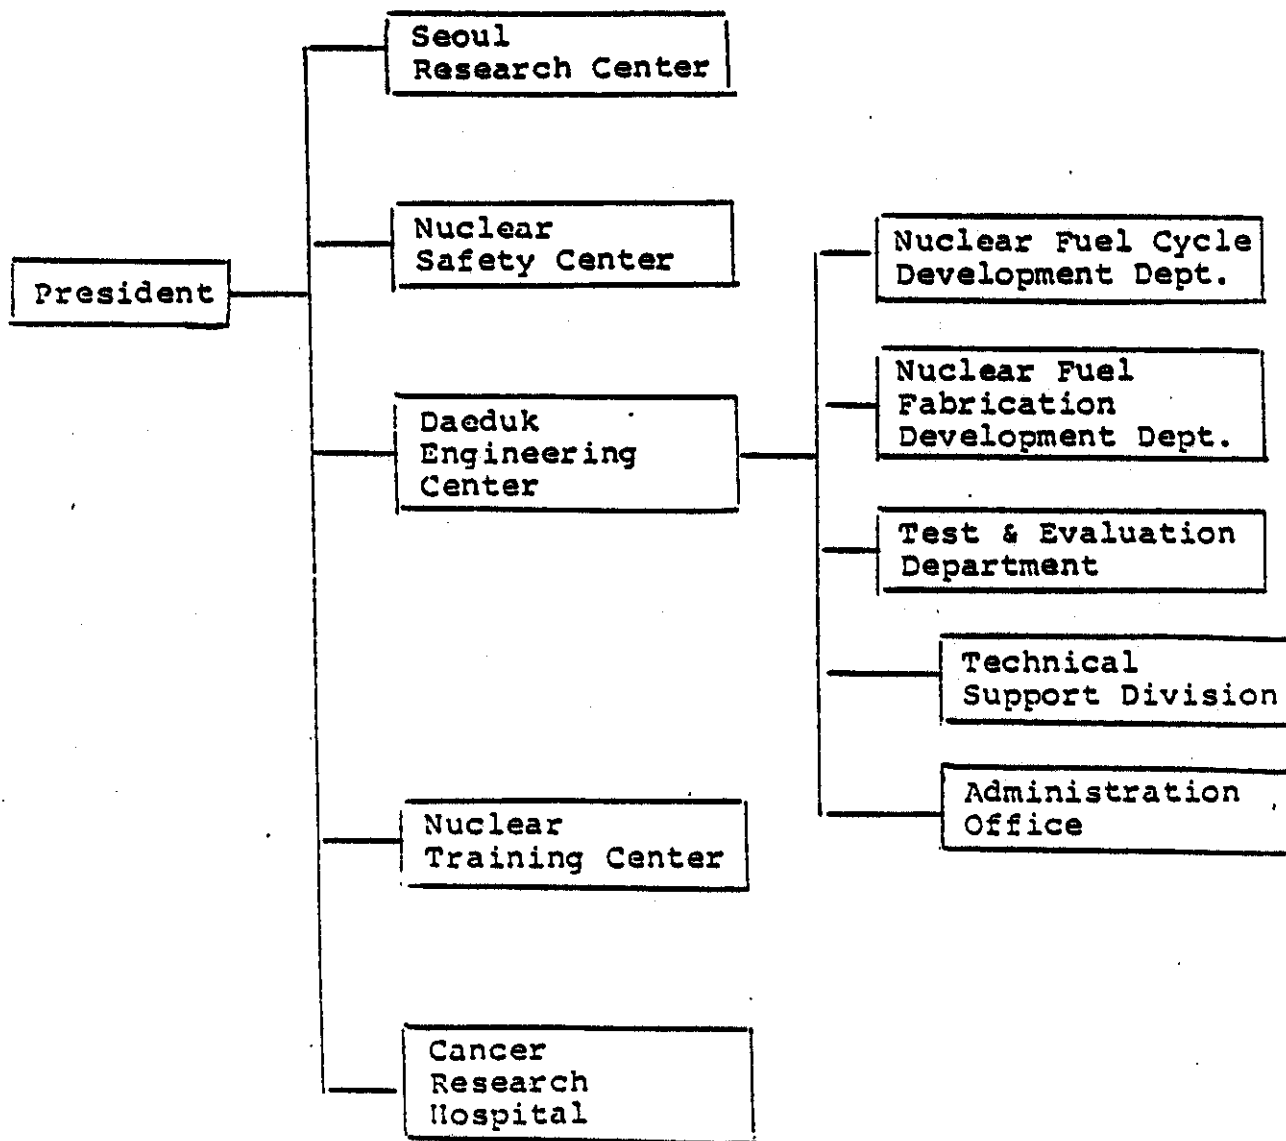 Seoul
Research Center
Nuclear
Safety Center
President
Nuclear Fuel Cycle
Development Dept.
Nuclear Fuel
Fabrication
Development Dept.
Daeduk
Engineering
Center
Test & Evaluation
Department
Technical
Support Division
Administration
Office
Nuclear
Training Center
Cancer
Research
Hospital